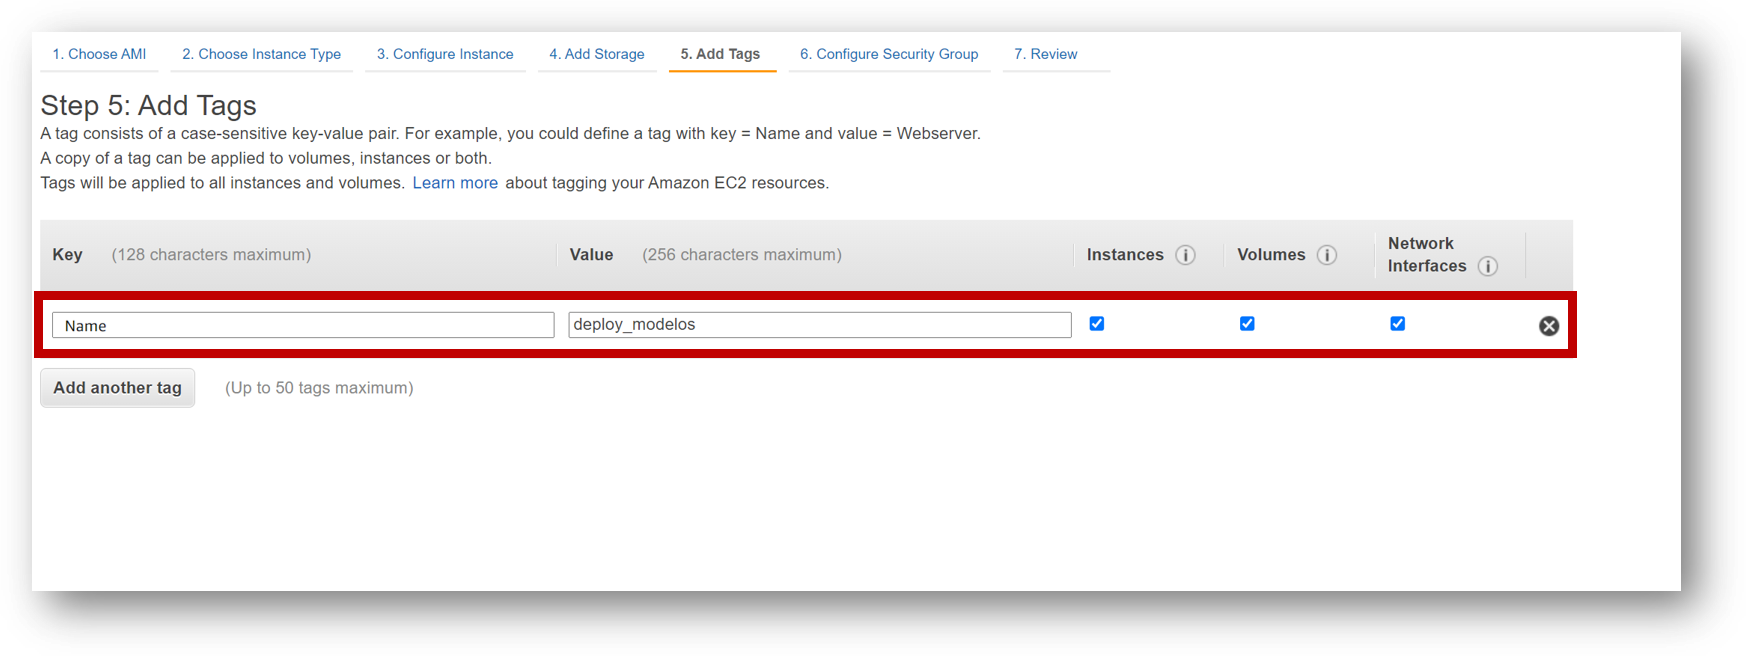 1. Choose AMI 2. Choose Instance Type 3. Configure Instance 4. Add Storage 5. Add Tags 6. Configure Security Group 7. Review
Step 5: Add Tags
A tag consists of a case-sensitive key-value pair. For example, you could define a tag with key = Name and value = Webserver.
A copy of a tag can be applied to volumes, instances or both.
Tags will be applied to all instances and volumes. Learn more about tagging your Amazon EC2 resources.
Key (128 characters maximum) Value (256 characters maximum) Instances i Volumes i Network
Interfaces i
Name deploy_modelos
Add another tag (Up to 50 tags maximum)